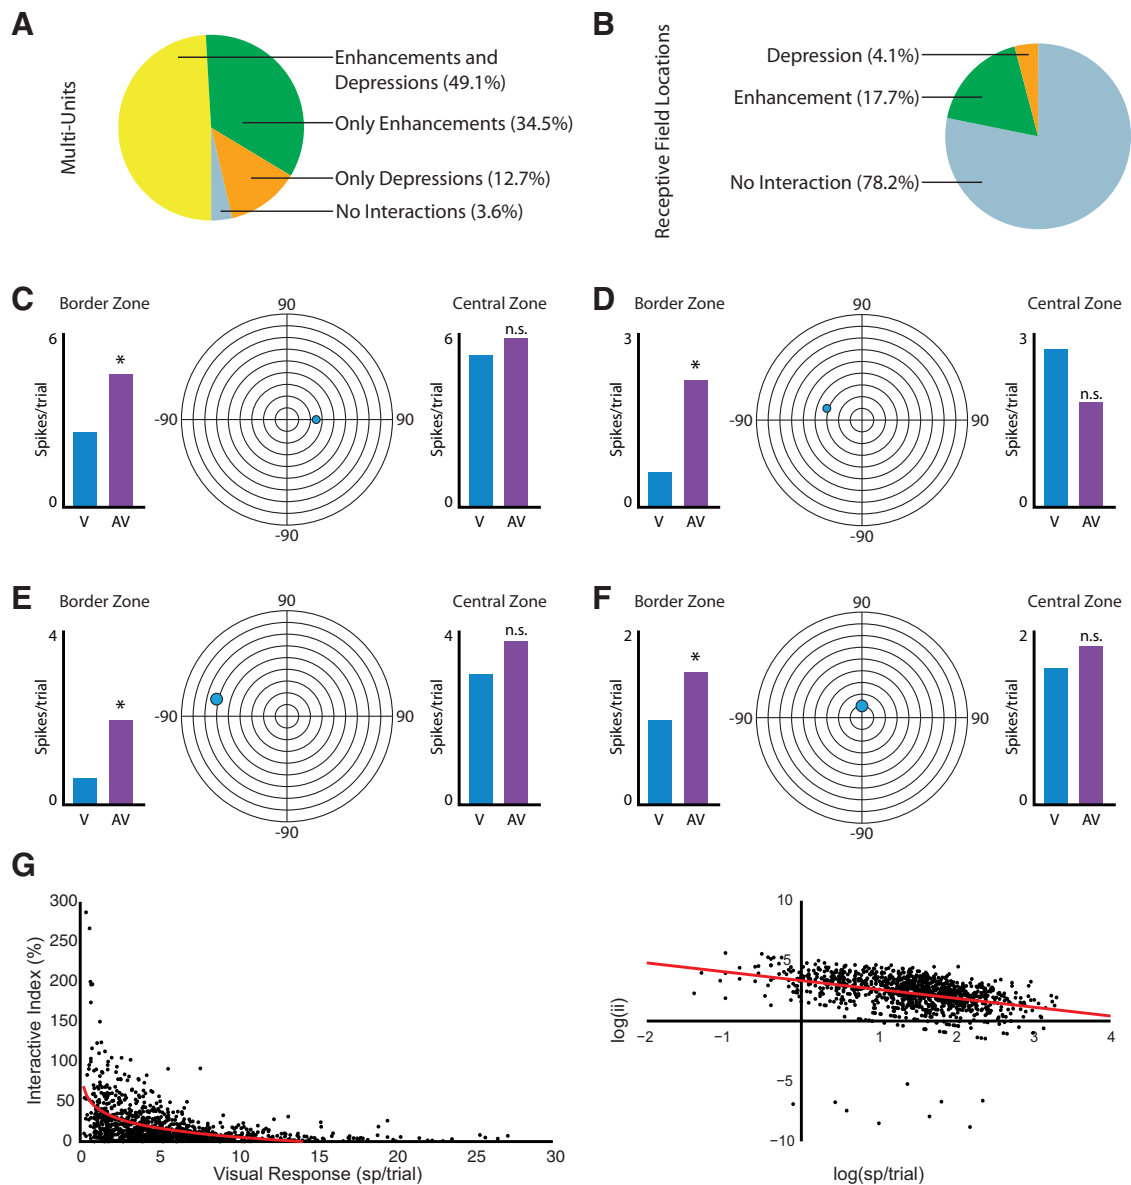 A
Multi-Units
Enhancements and
Depressions (49.1%)
Only Enhancements (34.5%)
Only Depressions (12.7%)
No Interactions (3.6%)
B
Receptive Field Locations
Depression (4.1%)
Enhancement (17.7%)
No Interaction (78.2%)
C
Border Zone
6
Spikes/trial
0
*
V AV
90
-90 90
-90
Central Zone
6
Spikes/trial
0
n.s.
V AV
D
Border Zone
3
Spikes/trial
0
*
V AV
90
-90 90
-90
Central Zone
3
Spikes/trial
0
n.s.
V AV
E
Border Zone
4
Spikes/trial
0
*
V AV
90
-90 90
-90
Central Zone
4
Spikes/trial
0
n.s.
V AV
F
Border Zone
2
Spikes/trial
0
*
V AV
90
-90 90
-90
Central Zone
2
Spikes/trial
0
n.s.
V AV
G
Interactive Index (%)
300
250
200
150
100
50
0
0 5 10 15 20 25 30
Visual Response (sp/trial)
log(ii)
10
5
−5
−10
−2 −1 1 2 3 4
log(sp/trial)